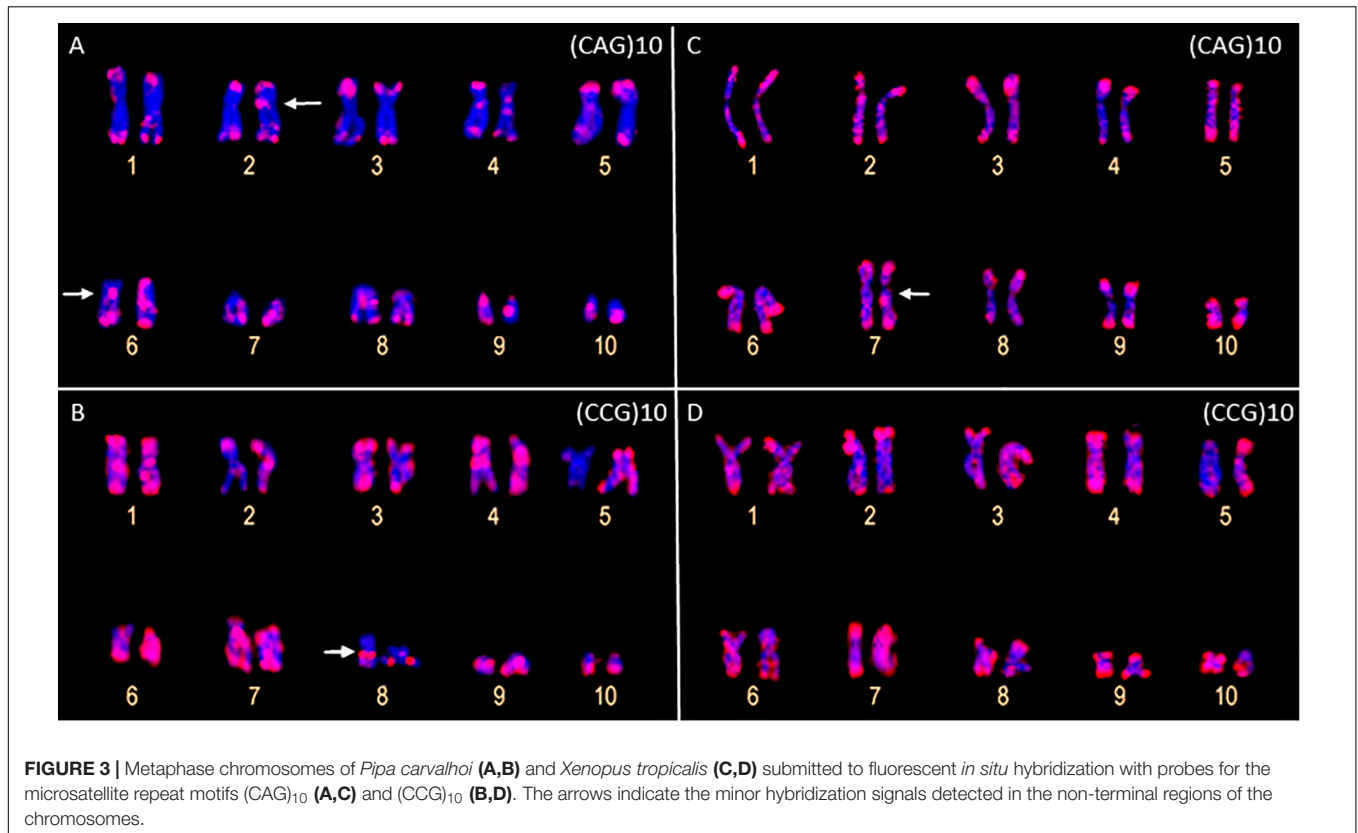 A (CAG)10
1 2 3 4 5
6 7 8 9 10
C (CAG)10
1 2 3 4 5
6 7 8 9 10
B (CCG)10
1 2 3 4 5
6 7 8 9 10
D (CCG)10
1 2 3 4 5
6 7 8 9 10
FIGURE 3 | Metaphase chromosomes of Pipa carvalhoi (A,B) and Xenopus tropicalis (C,D) submitted to fluorescent in situ hybridization with probes for the
microsatellite repeat motifs (CAG)10 (A,C) and (CCG)10 (B,D). The arrows indicate the minor hybridization signals detected in the non-terminal regions of the
chromosomes.